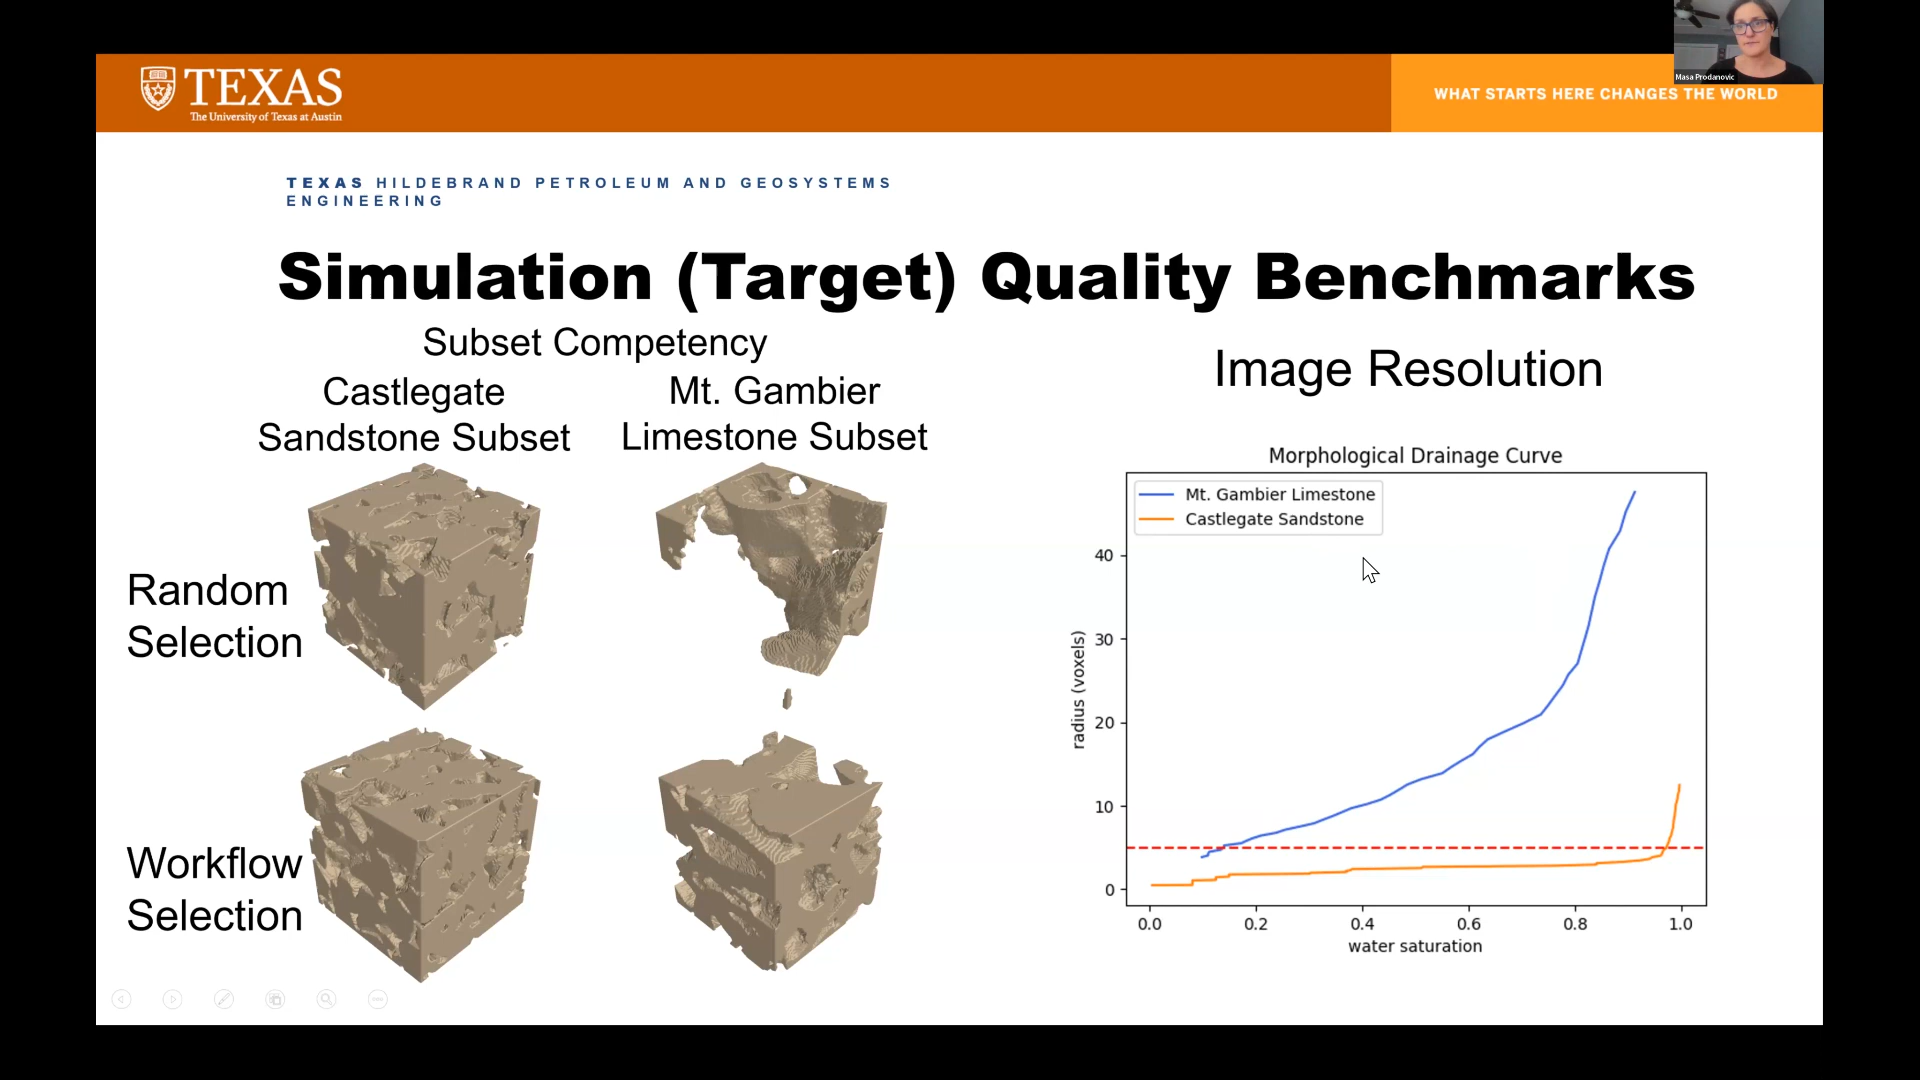 Masa Prodanovic
TEXAS
The University of Texas at Austin
WHAT STARTS HERE CHANGES THE WORLD
TEXAS HILDEBRAND PETROLEUM AND GEOSYSTEMS
ENGINEERING
Simulation (Target) Quality Benchmarks
Subset Competency
Castlegate
Sandstone Subset
Mt. Gambier
Limestone Subset
Random
Selection
Workflow
Selection
Image Resolution
Morphological Drainage Curve
Mt. Gambier Limestone
Castlegate Sandstone
radius (voxels)
40
30
20
10
0
0.0 0.2 0.4 0.6 0.8 1.0
water saturation